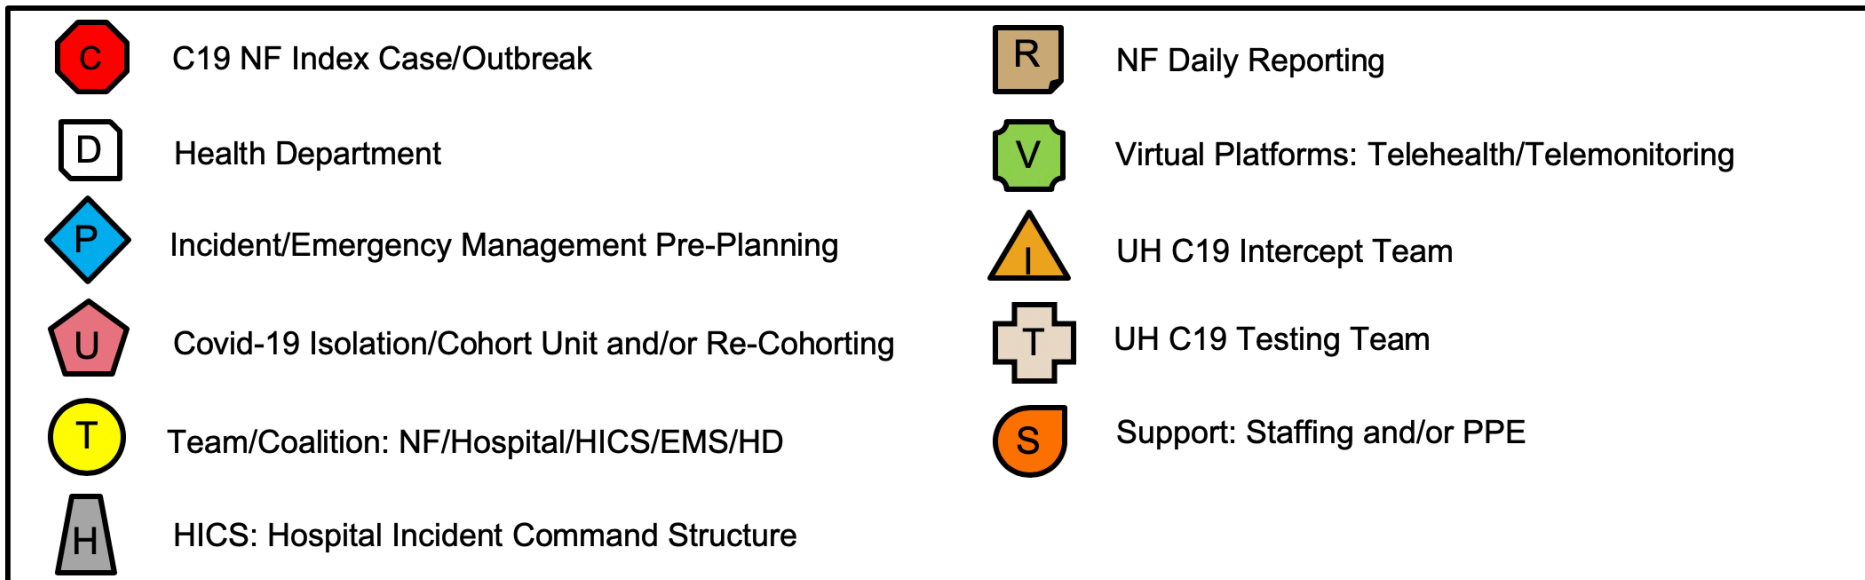 C C19 NF Index Case/Outbreak
D Health Department
P Incident/Emergency Management Pre-Planning
U Covid-19 Isolation/Cohort Unit and/or Re-Cohorting
T Team/Coalition: NF/Hospital/HICS/EMS/HD
H HICS: Hospital Incident Command Structure
R NF Daily Reporting
V Virtual Platforms: Telehealth/Telemonitoring
I UH C19 Intercept Team
T UH C19 Testing Team
S Support: Staffing and/or PPE